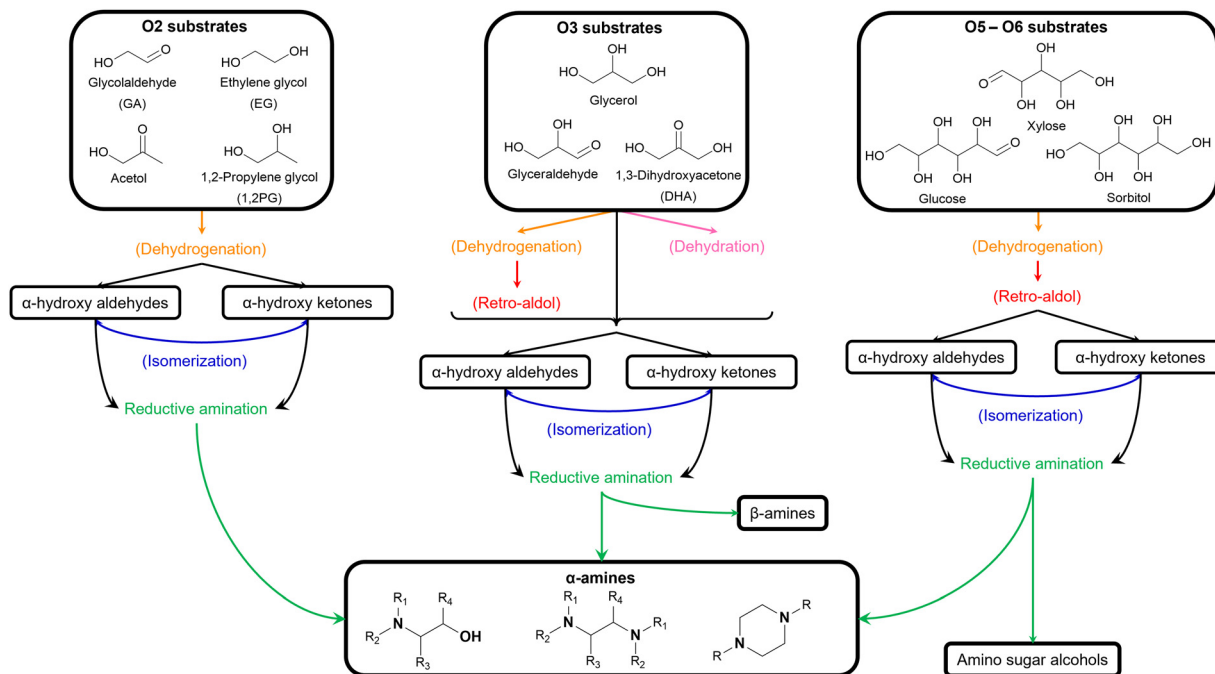 O2 substrates
HO
O
Glycolaldehyde
(GA)
HO
OH
Ethylene glycol
(EG)
HO
O
Acetol
HO
OH
1,2-Propylene glycol
(1,2PG)
(Dehydrogenation)
α-hydroxy aldehydes
α-hydroxy ketones
(Isomerization)
Reductive amination
O3 substrates
OH
HO
OH
Glycerol
OH
HO
O
Glyceraldehyde
O
HO
OH
1,3-Dihydroxyacetone
(DHA)
(Dehydrogenation)
(Dehydration)
(Retro-aldol)
α-hydroxy aldehydes
α-hydroxy ketones
(Isomerization)
Reductive amination
β-amines
O5 – O6 substrates
OH
OH
O
OH
OH
OH
Xylose
OH
OH
HO
O
OH
OH
Glucose
OH
OH
HO
OH
OH
OH
Sorbitol
(Dehydrogenation)
(Retro-aldol)
α-hydroxy aldehydes
α-hydroxy ketones
(Isomerization)
Reductive amination
α-amines
R1
R4
R2
N
OH
R3
R1
R4
R2
N
N
R1
R3
R2
R
N
N
R
Amino sugar alcohols